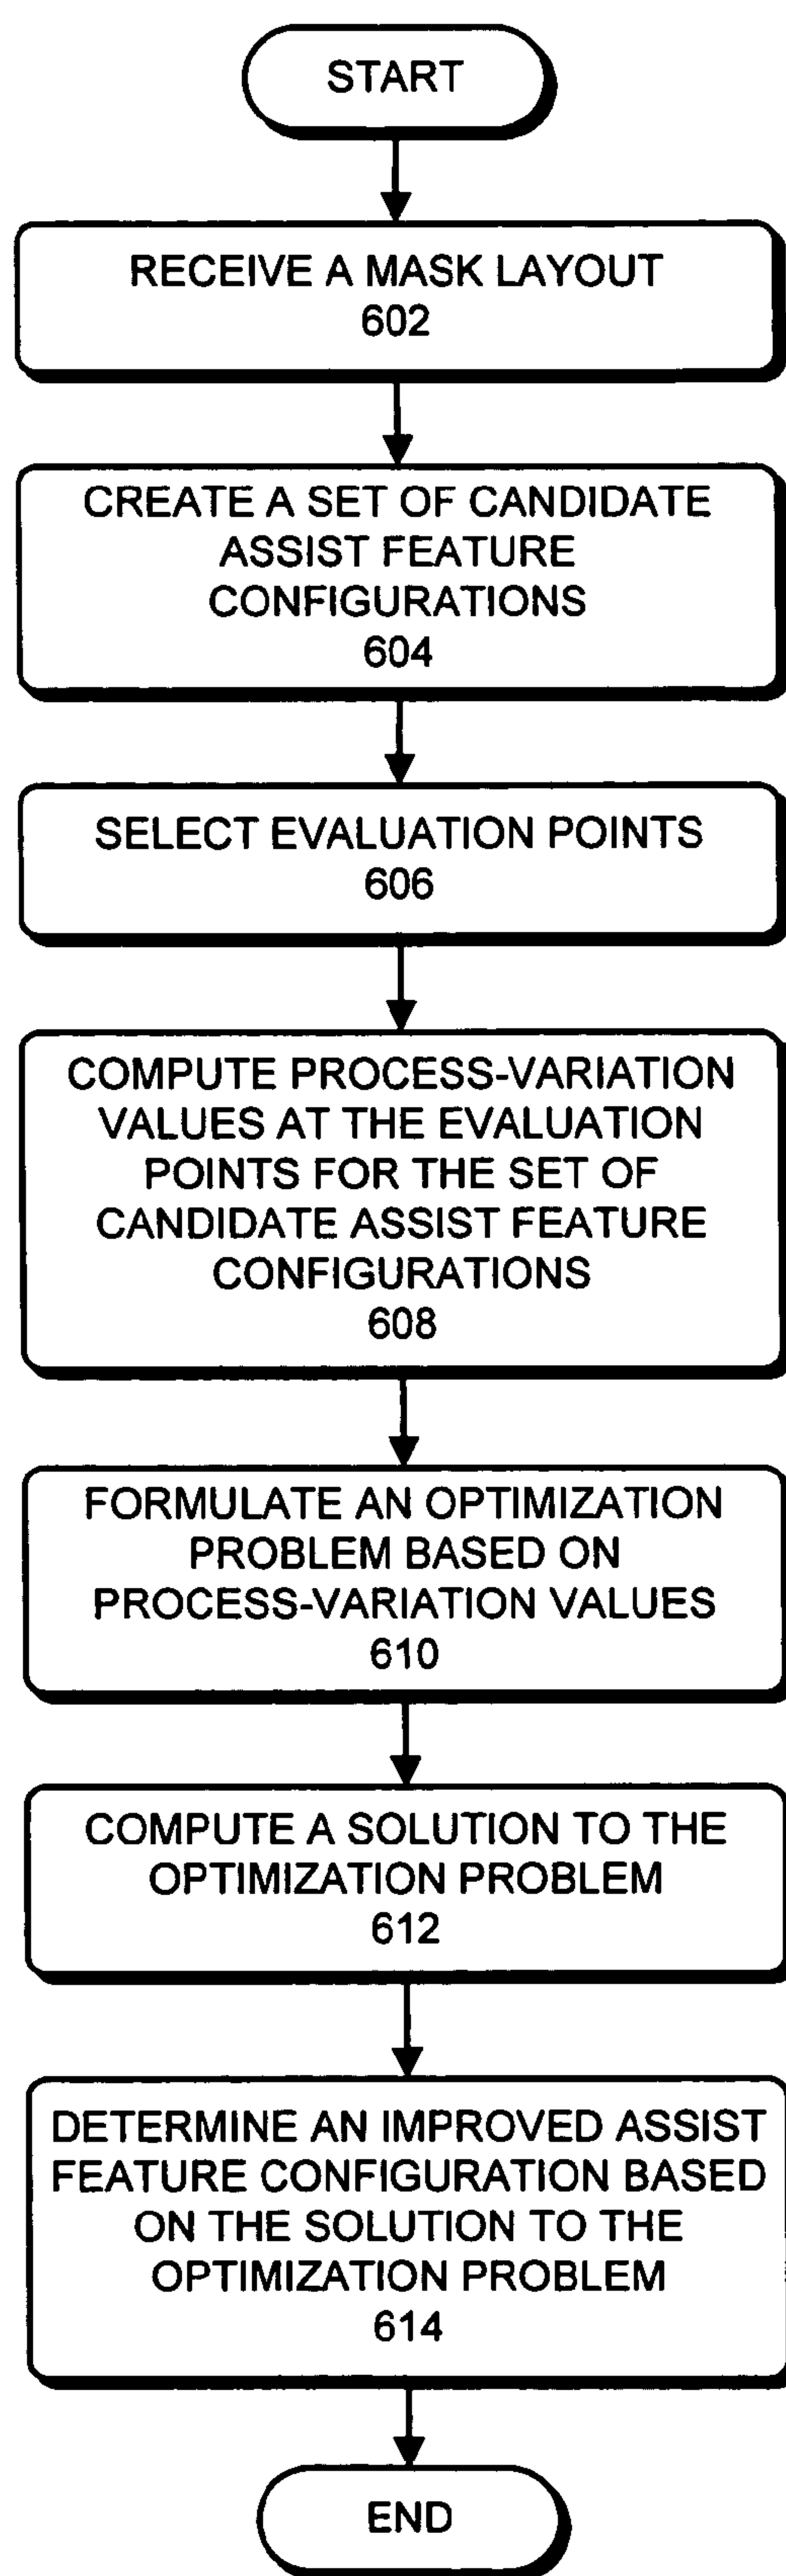 START
RECEIVE A MASK LAYOUT
602
CREATE A SET OF CANDIDATE
ASSIST FEATURE
CONFIGURATIONS
604
SELECT EVALUATION POINTS
606
COMPUTE PROCESS-VARIATION
VALUES AT THE EVALUATION
POINTS FOR THE SET OF
CANDIDATE ASSIST FEATURE
CONFIGURATIONS
608
FORMULATE AN OPTIMIZATION
PROBLEM BASED ON
PROCESS-VARIATION VALUES
610
COMPUTE A SOLUTION TO THE
OPTIMIZATION PROBLEM
612
DETERMINE AN IMPROVED ASSIST
FEATURE CONFIGURATION BASED
ON THE SOLUTION TO THE
OPTIMIZATION PROBLEM
614
END